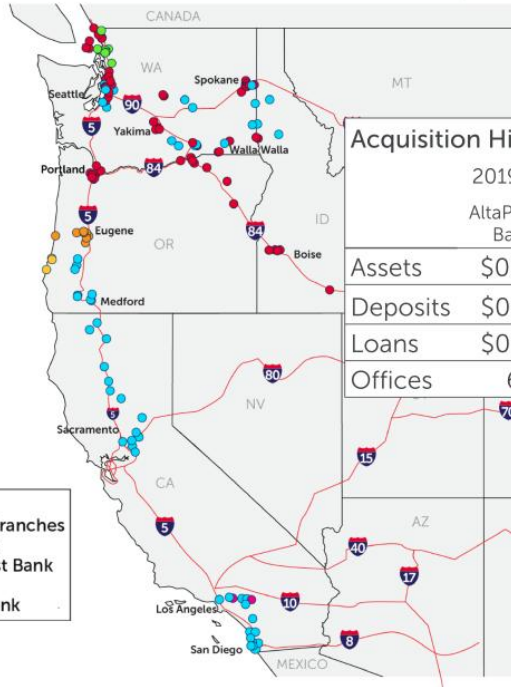 CANADA
WA
Spokane
MT
Seattle
90
5
Yakima
Walla Walla
Acquisition Hi
2019
AltaP
Ba
Portland
84
5
ID
84
Eugene
OR
Boise
Assets $0
Deposits $0
Loans $0
Offices 6
Medford
80
NV
5
70
Sacramento
15
CA
ranches
st Bank
nk
5
AZ
40
17
10
Los Angeles
8
San Diego
MEXICO